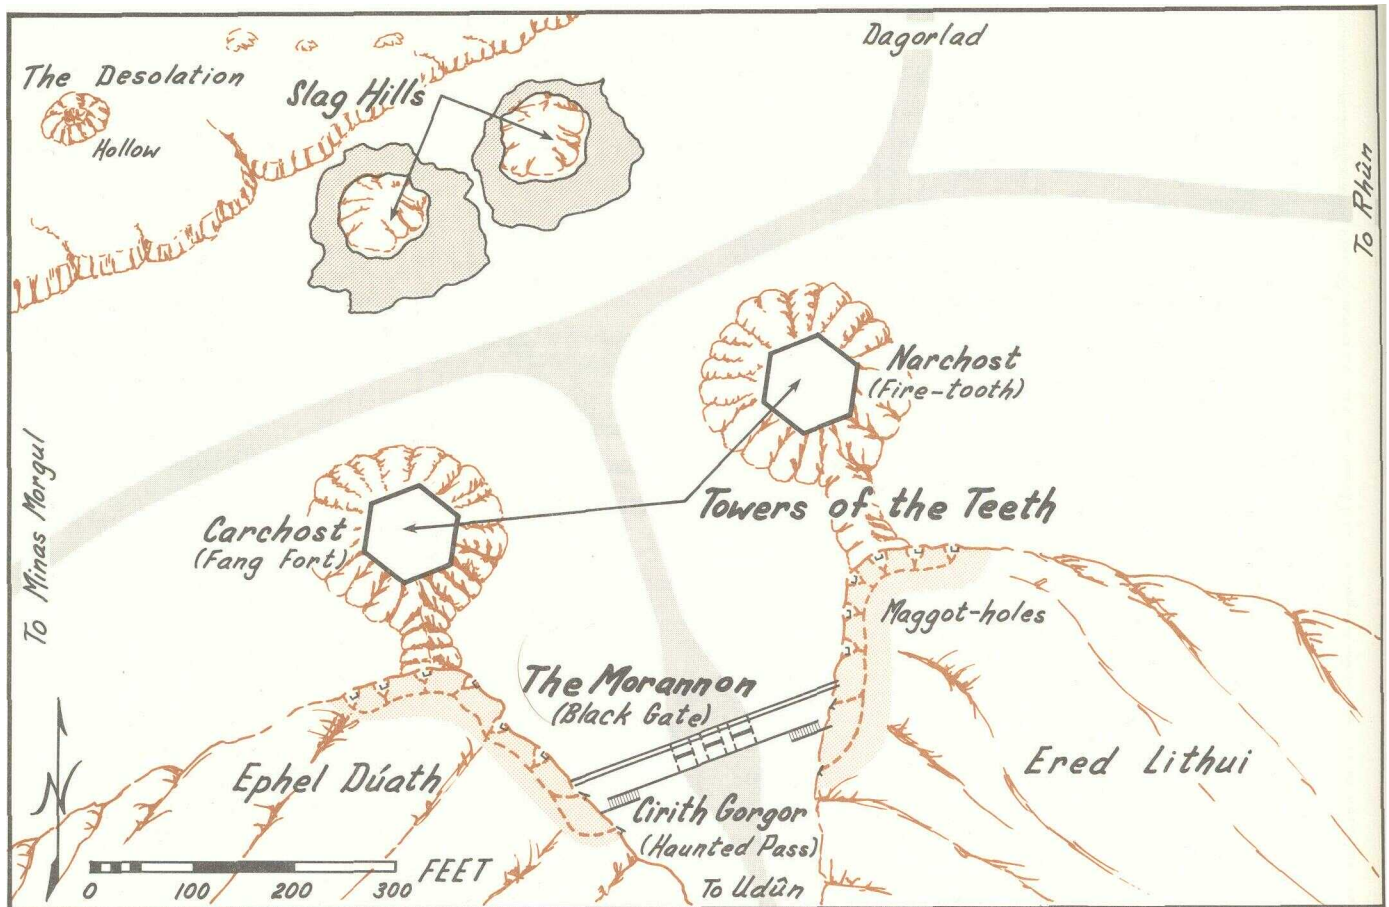 Dagorlad
The Desolation
Slag Hills
Hollow
To Rhûn
Narchost
(Fire-tooth)
Towers of the Teeth
Carchost
(Fang Fort)
To Minas Morgul
Maggot-holes
The Morannon
(Black Gate)
Ered Lithui
Ephel Dúath
N
Cirith Gorgor
(Haunted Pass)
To Udûn
FEET
0 100 200 300